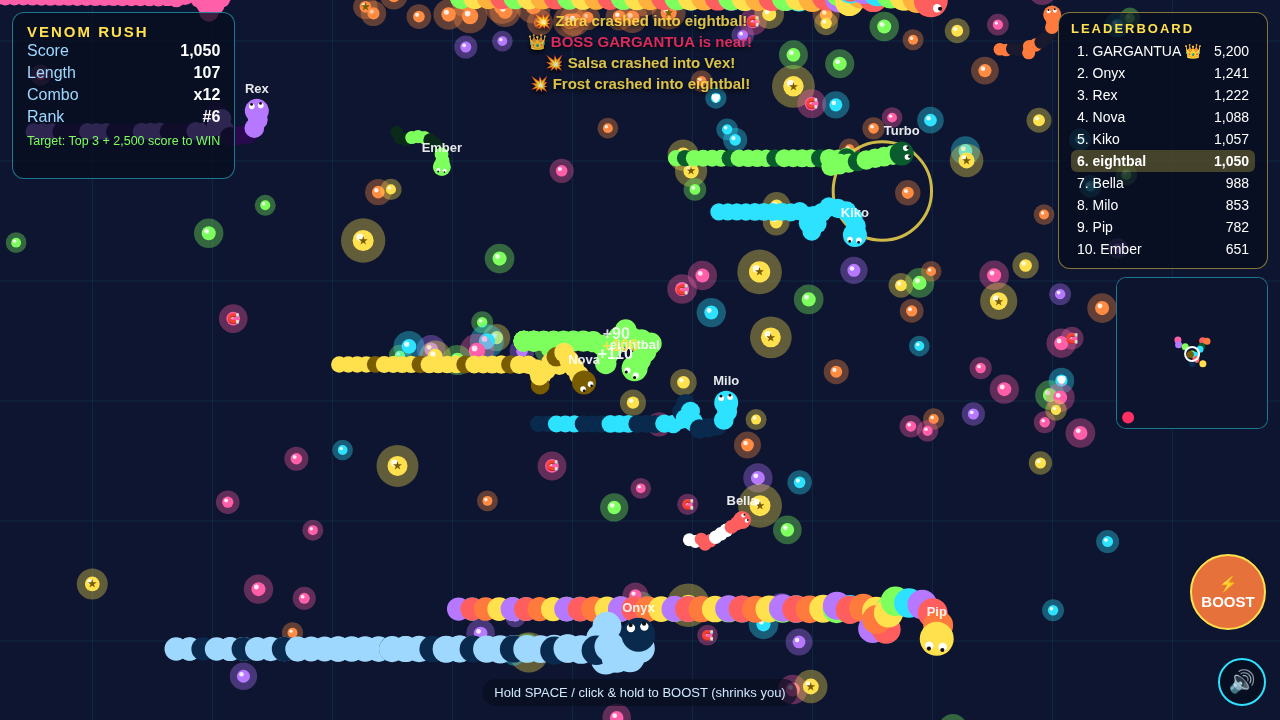 VENOM RUSH
Score 1,050
Length 107
Combo x12
Rank #6
Target: Top 3 + 2,500 score to WIN
💥 Zara crashed into eightbal!
👑 BOSS GARGANTUA is near!
💥 Salsa crashed into Vex!
💥 Frost crashed into eightbal!
LEADERBOARD
1. GARGANTUA 👑 5,200
2. Onyx 1,241
3. Rex 1,222
4. Nova 1,088
5. Kiko 1,057
6. eightbal 1,050
7. Bella 988
8. Milo 853
9. Pip 782
10. Ember 651
Rex
Ember
Turbo
Kiko
+90
eightbal
+110
Nova
Milo
Bella
Onyx
Pip
⚡
BOOST
Hold SPACE / click & hold to BOOST (shrinks you)